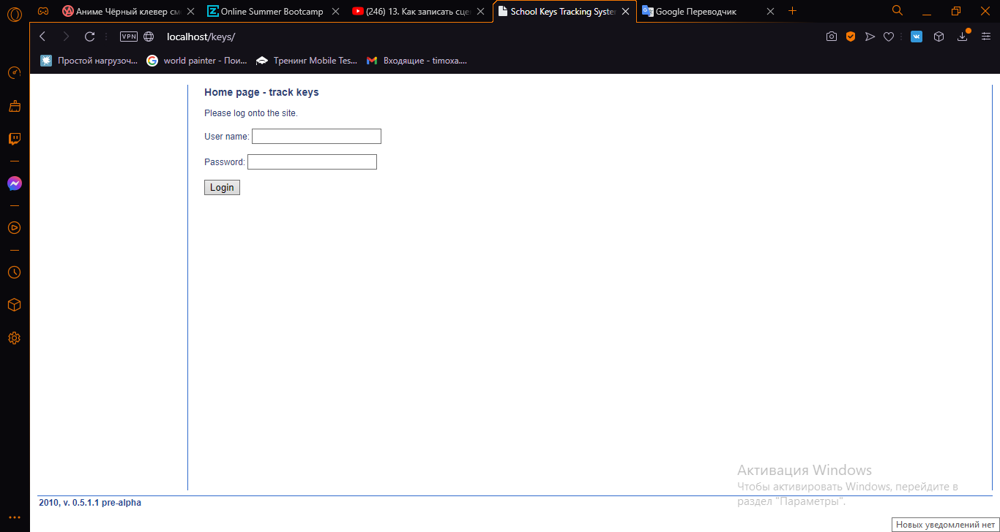 Аниме Чёрный клевер см
Online Summer Bootcamp
(246) 13. Как записать сце
School Keys Tracking System
Google Переводчик
VPN
localhost/keys/
Простой нагрузоч...
world painter - Пои...
Тренинг Mobile Tes...
Входящие - timoxa....
Home page - track keys
Please log onto the site.
User name:
Password:
Login
Активация Windows
Чтобы активировать Windows, перейдите в
раздел "Параметры".
2010, v. 0.5.1.1 pre-alpha
Новых уведомлений нет